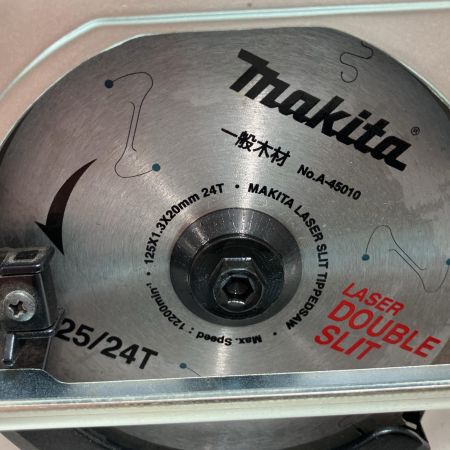 makita®
一般木材 No.A-45010
125X1.3X20mm 24T • MAKITA LASER SLIT TIPPEDSAW • Max. Speed : 12200min⁻¹ •
LASER
DOUBLE
SLIT
25/24T